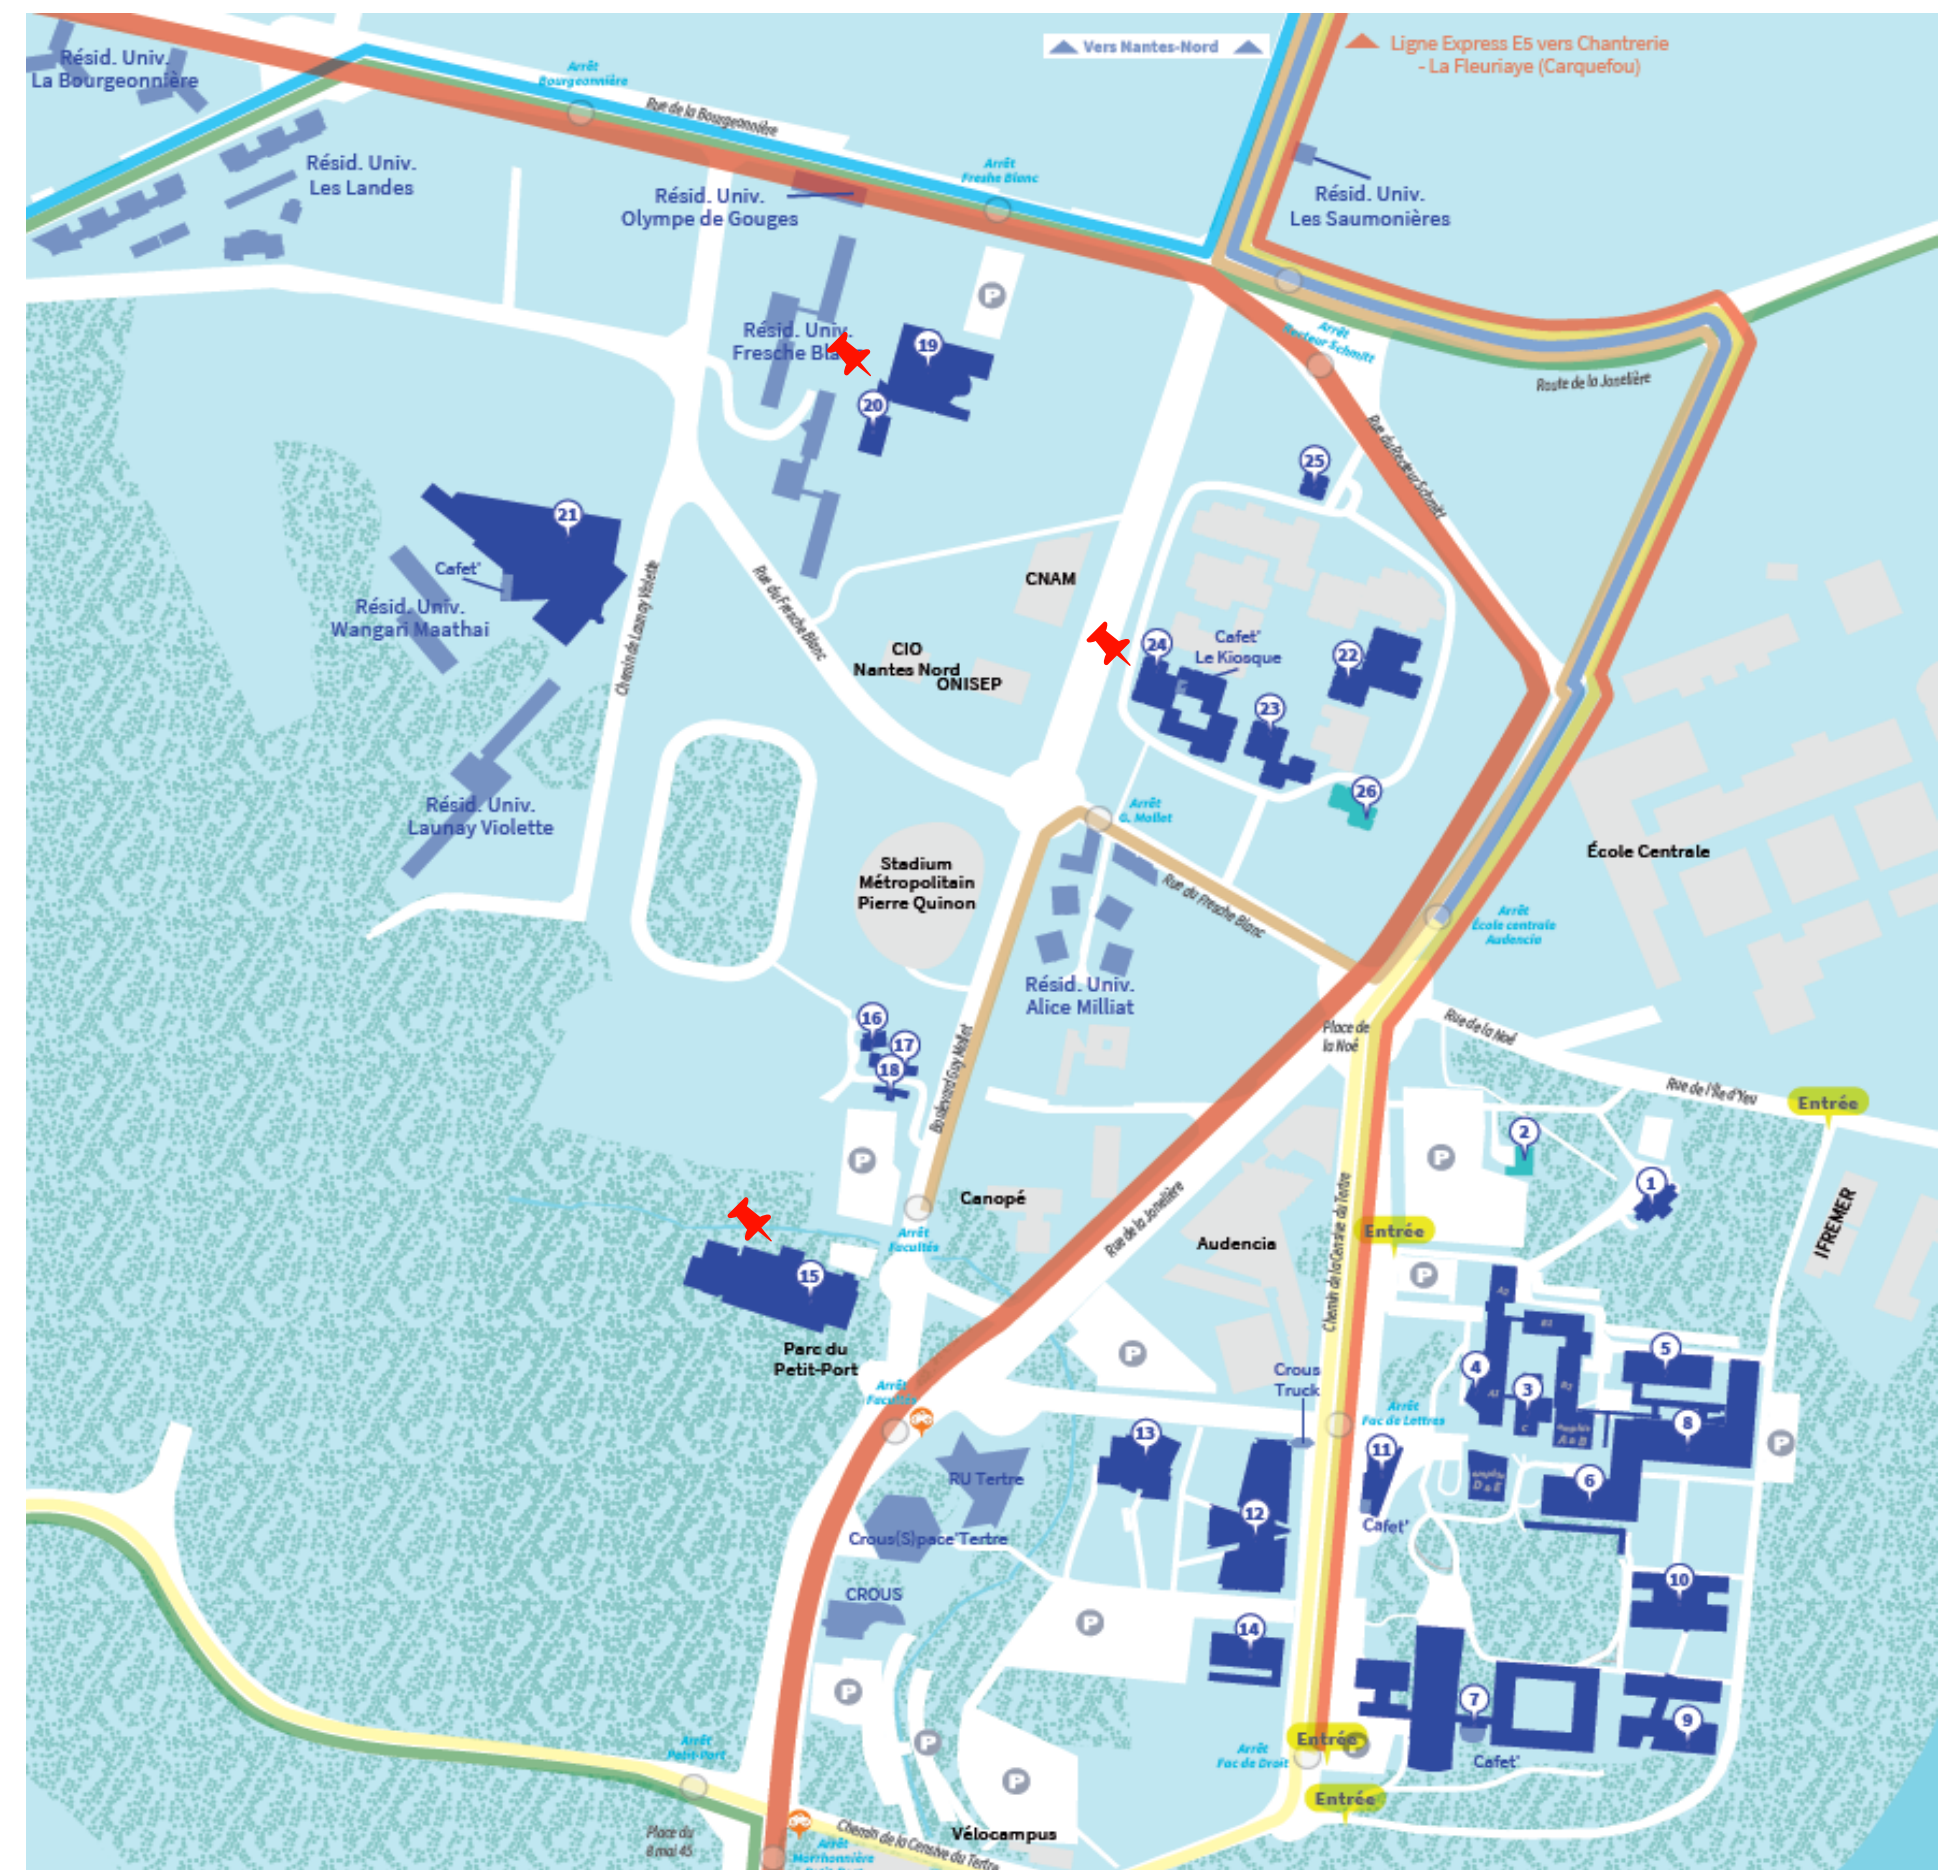 Vers Nantes-Nord
Ligne Express E5 vers Chantrerie
- La Fleuriaye (Carquefou)
Résid. Univ.
La Bourgeonnière
Arrêt
Bourgeonnière
Rue de la Bourgeonnière
Résid. Univ.
Les Landes
Arrêt
Freshe Blanc
Résid. Univ.
Olympe de Gouges
Résid. Univ.
Les Saumonières
P
Résid. Univ.
Fresche
19
20
Arrêt
Schmitt
Route de la Jonelière
Rue du Recteur Schmitt
25
21
Cafet'
Résid. Univ.
Wangari Maathai
Chemin de Launay Violette
Rue du Fresche Blanc
CNAM
CIO
Nantes Nord
ONISEP
24
Cafet'
Le Kiosque
22
23
26
Résid. Univ.
Launay Violette
Arrêt
G. Mollet
Stadium
Métropolitain
Pierre Quinon
Rue du Fresche Blanc
École Centrale
Arrêt
École centrale
Audencia
Résid. Univ.
Alice Milliat
16
17
18
Boulevard Guy Mollet
Place de
la Noé
Rue de la Noé
Rue de l'Île d'Yeu
Entrée
P
P
2
1
Canopé
Arrêt
Facultés
Rue de la Jonelière
Audencia
Chemin de la Censive du Tertre
Entrée
IFREMER
15
P
A2
B1
Parc du
Petit-Port
P
Crous
Truck
4
A1
3
C
B2
5
8
Arrêt
Facultés
Arrêt
Fac de Lettres
amphis
A & B
P
13
11
RU Tertre
amphis
D & E
6
12
Cafet'
Crous(S)pace'Tertre
CROUS
10
P
14
P
7
9
P
Arrêt
Petit-Port
Arrêt
Fac de Droit
Entrée
P
Cafet'
P
Entrée
Place du
8 mai 45
Arrêt
Morrhonnière
Chemin de la Censive du Tertre
Vélocampus